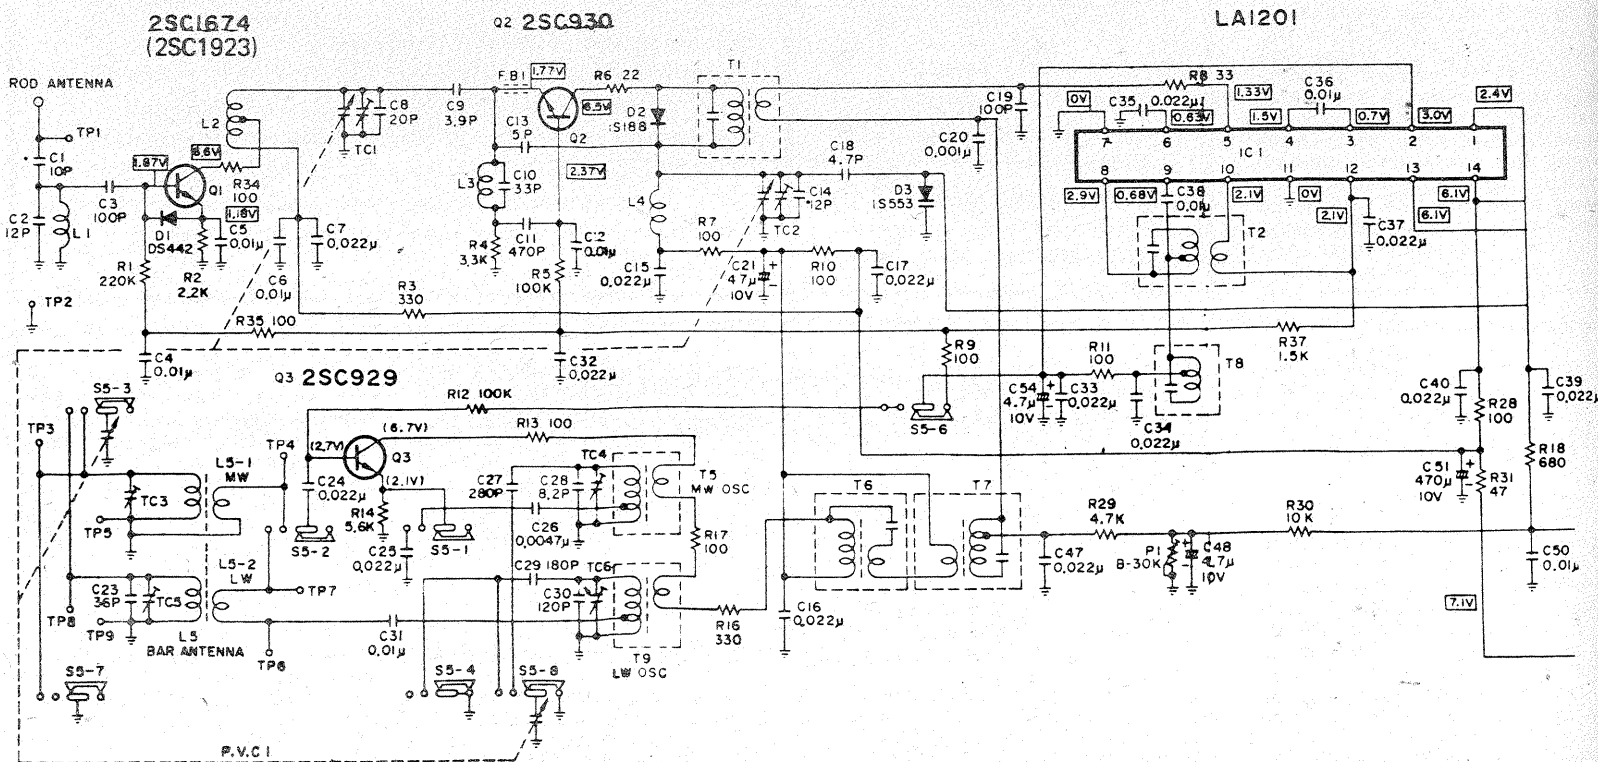 2SC1674
(2SC1923)
Q2 2SC930
LA1201
ROD ANTENNA
TP1
C1
10P
C2
12P
L1
C3
100P
1.87V
6.6V
Q1
R34
100
1.18V
D1
DS442
C5
0.01µ
R1
220K
R2
2.2K
TP2
L2
C6
0.01µ
C7
0.022µ
TC1
C8
20P
C9
3.9P
F.B1
1.77V
R6 22
6.5V
Q2
D2
1S188
C13
5P
L3
C10
33P
2.37V
R4
3.3K
C11
470P
C12
0.01µ
R5
100K
R3
330
R35 100
C4
0.01µ
C32
0.022µ
T1
L4
C15
0.022µ
R7
100
C21
47µ
10V
TC2
C14
12P
C18
4.7P
R10
100
C17
0.022µ
D3
1S553
C20
0.001µ
C19
100P
R8 33
0V
C35
0.022µ
0.63V
1.33V
C36
0.01µ
1.5V
0.7V
3.0V
2.4V
7 6 5 4 3 2 1
IC1
8 9 10 11 12 13 14
2.9V
0.68V
C38
0.01µ
2.1V
0V
2.1V
6.1V
6.1V
C37
0.022µ
T2
R37
1.5K
R9
100
S5-6
C54
4.7µ
10V
C33
0.022µ
R11
100
C34
0.022µ
T8
C40
0.022µ
R28
100
C39
0.022µ
R18
680
C51
470µ
10V
R31
47
Q3 2SC929
R12 100K
R13 100
(6.7V)
(2.7V)
Q3
(2.1V)
S5-3
TP3
TC3
TP5
L5-1
MW
TP4
C24
0.022µ
S5-2
R14
5.6K
C25
0.022µ
S5-1
C27
280P
C28
8.2P
TC4
C26
0.0047µ
T5
MW OSC
R17
100
C29 180P
C30
120P
TC6
T9
LW OSC
R16
330
C16
0.022µ
T6
T7
C47
0.022µ
R29
4.7K
P1
B-30K
C48
4.7µ
10V
R30
10K
C50
0.01µ
7.1V
L5-2
LW
TP7
C23
36P
TC5
TP8
TP9
L5
BAR ANTENNA
TP6
C31
0.01µ
S5-7
S5-4
S5-8
P.V.C1